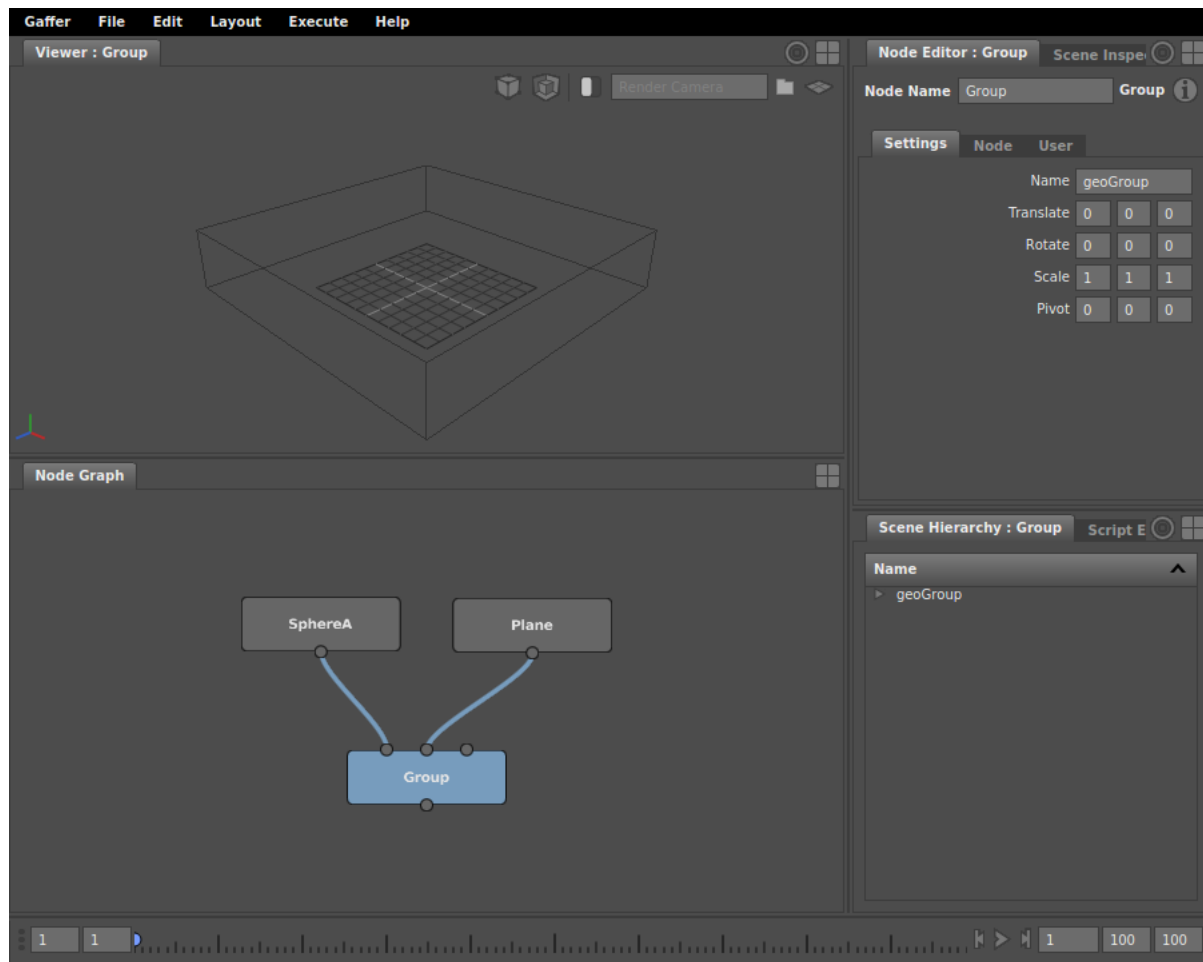 Gaffer File Edit Layout Execute Help
Viewer : Group
Render Camera
Node Editor : Group Scene Inspe
Node Name Group Group
Settings Node User
Name geoGroup
Translate 0 0 0
Rotate 0 0 0
Scale 1 1 1
Pivot 0 0 0
Node Graph
SphereA Plane
Group
Scene Hierarchy : Group Script E
Name
geoGroup
1 1 1 100 100